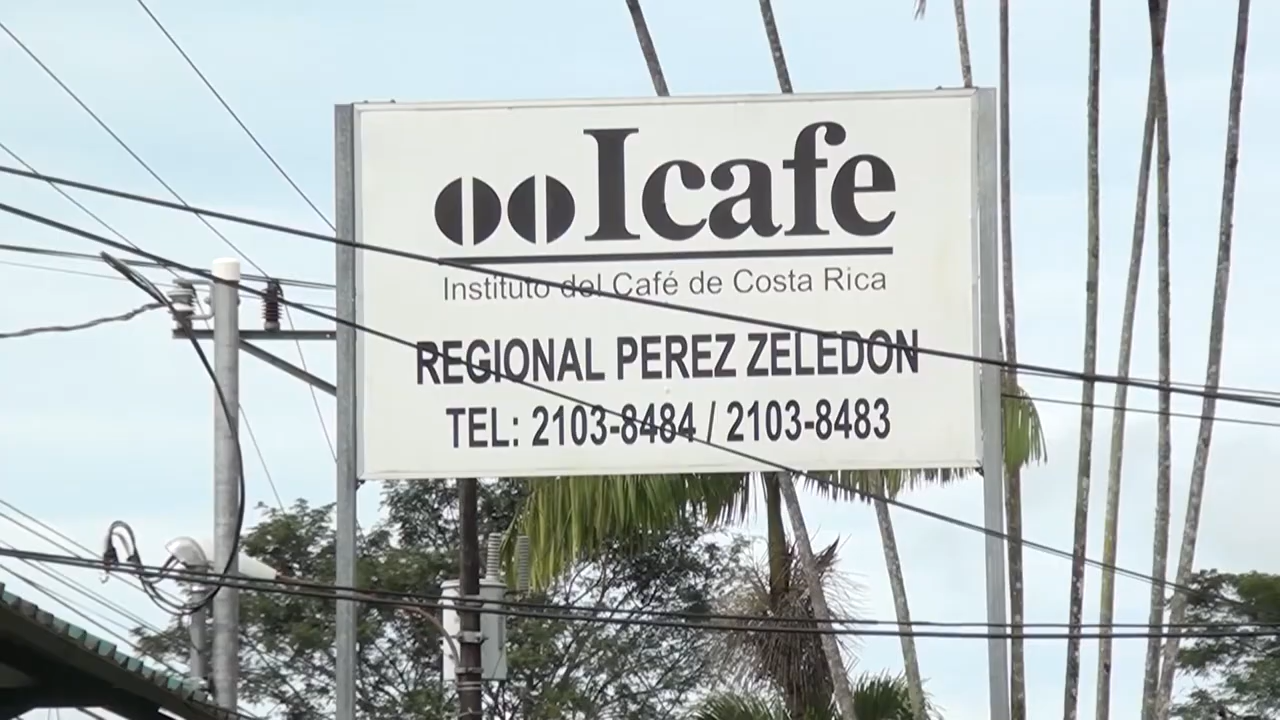 Icafe
Instituto del Café de Costa Rica
REGIONAL PEREZ ZELEDON
TEL: 2103-8484 / 2103-8483